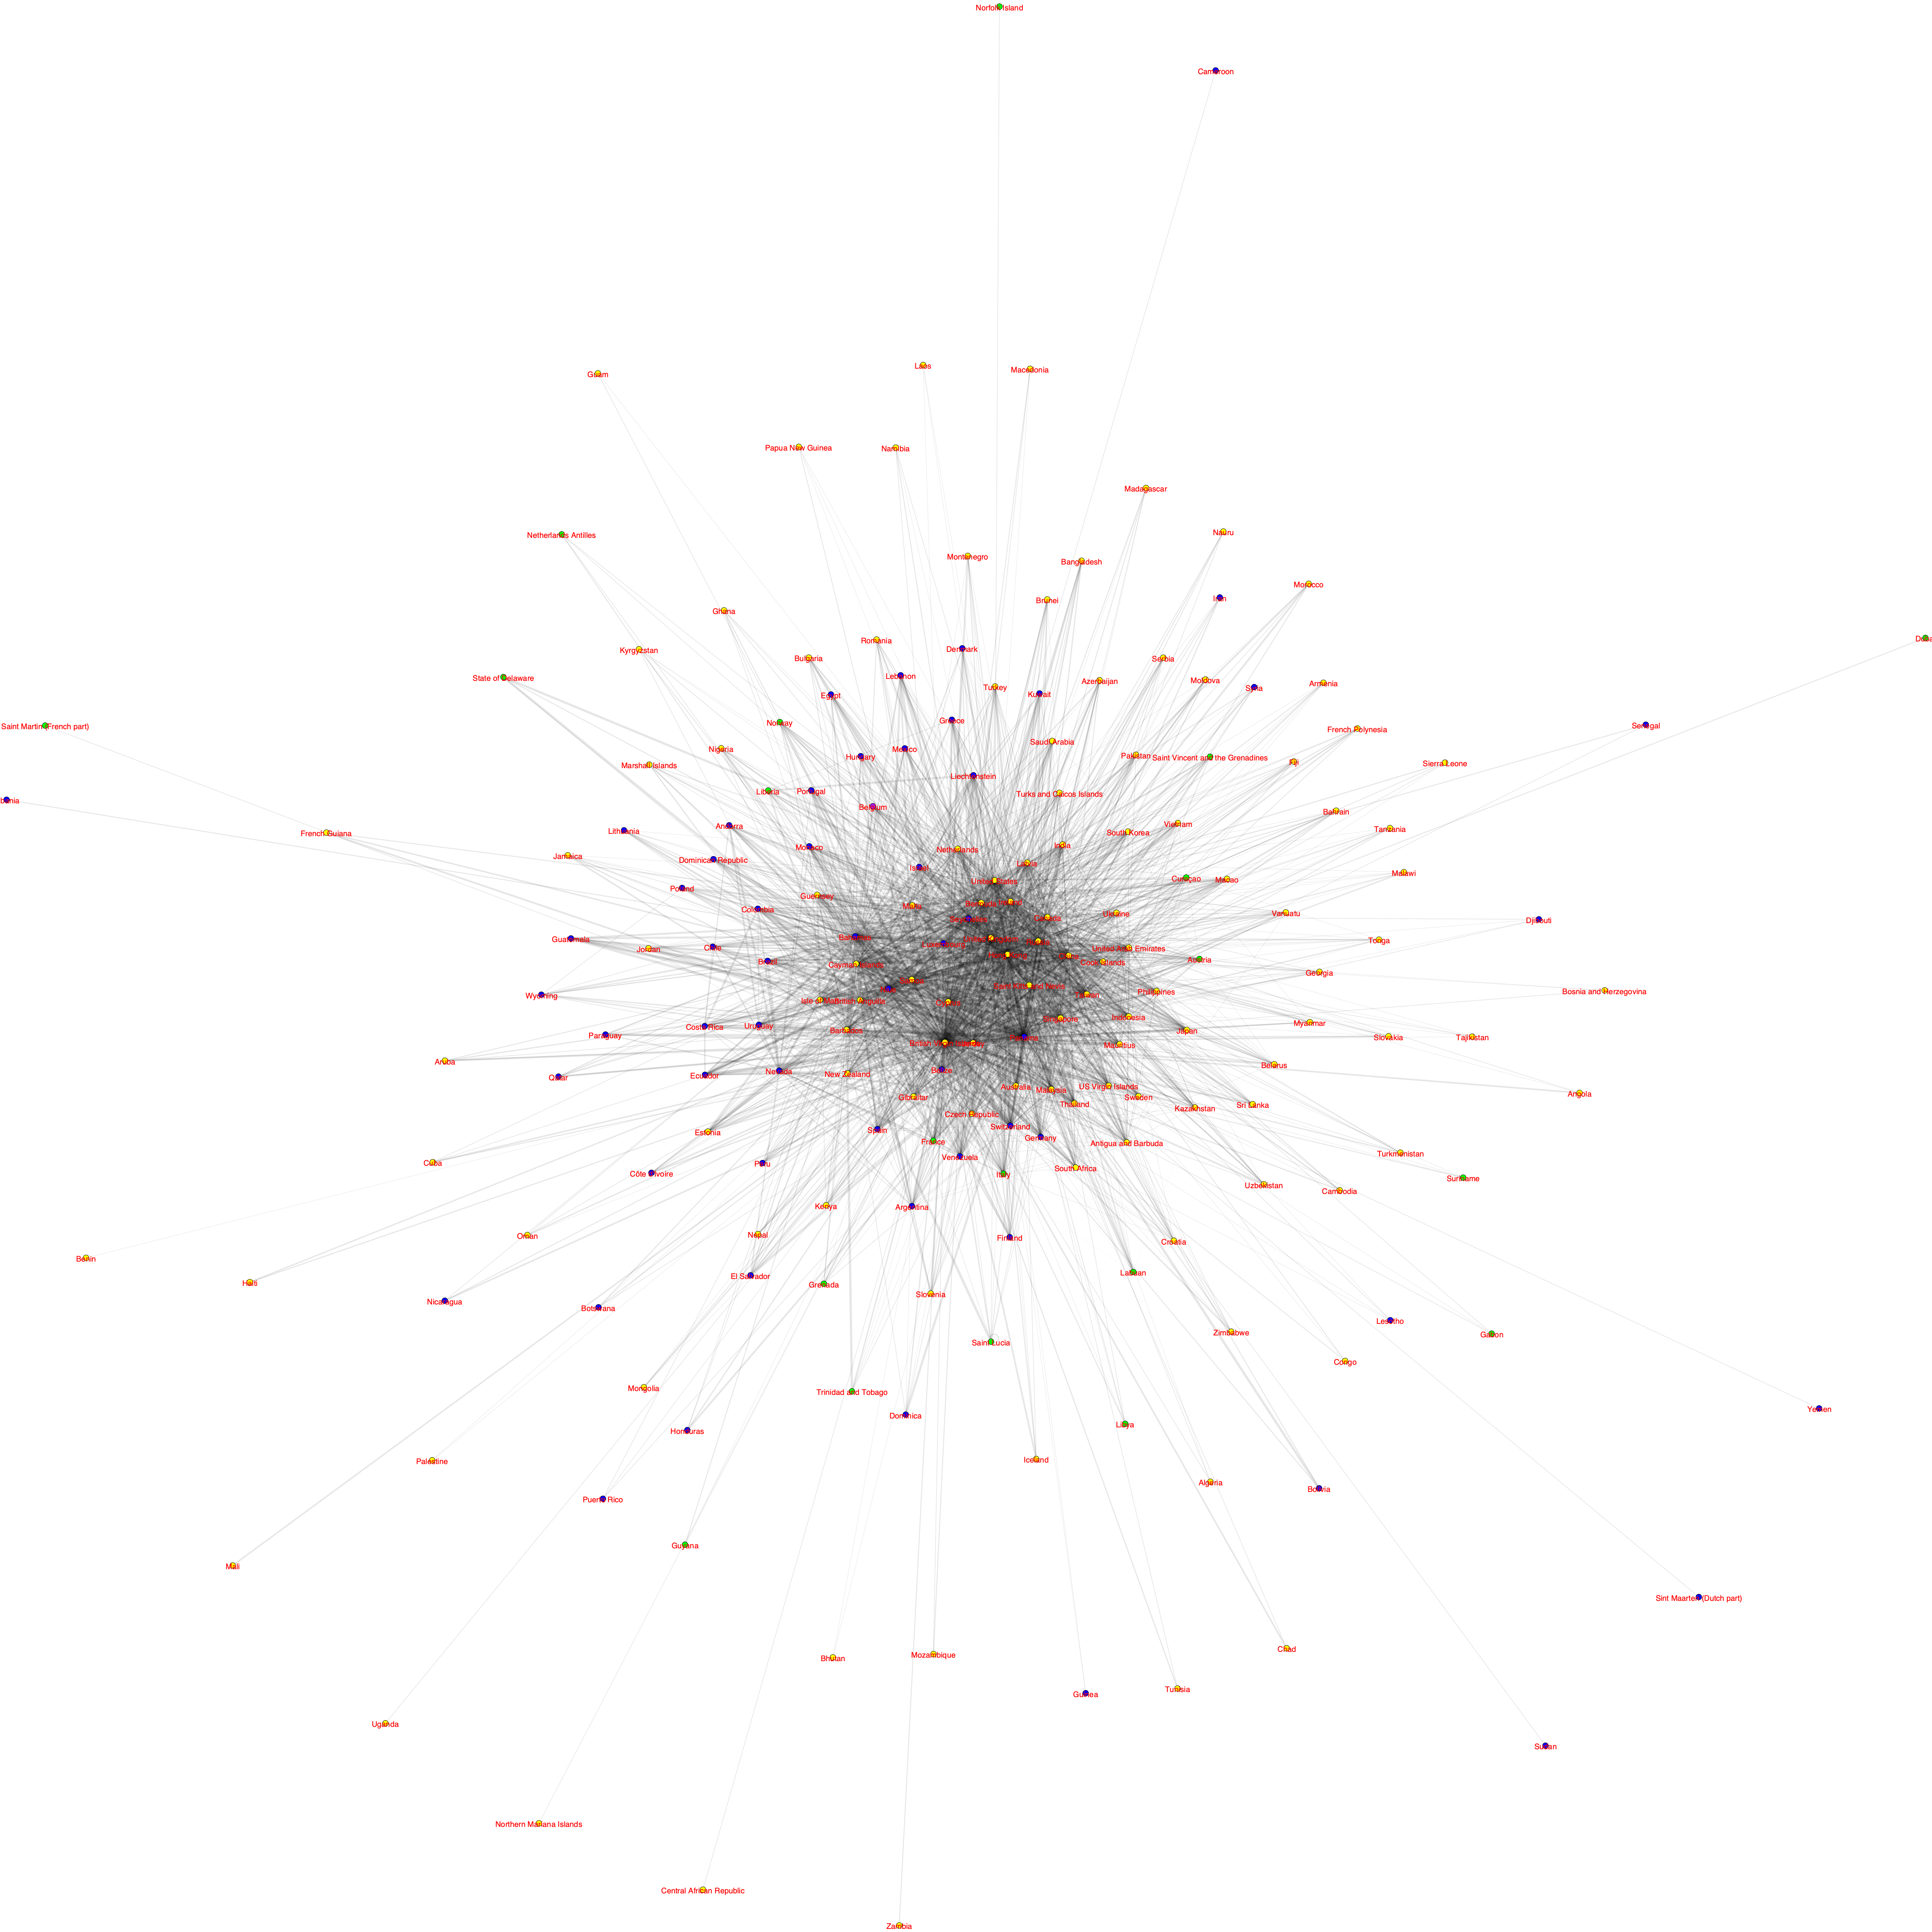 Norfolk Island
Cameroon
Laos
Macedonia
Guam
Papua New Guinea
Namibia
Madagascar
Netherlands Antilles
Nauru
Montenegro
Bangladesh
Morocco
Iran
Brunei
Ghana
Romania
Denmark
Kyrgyzstan
Bulgaria
Serbia
State of Delaware
Lebanon
Azerbaijan
Moldova
Armenia
Egypt
Turkey
Kuwait
Syria
Saint Martin (French part)
Norway
Greece
Senegal
French Polynesia
Nigeria
Mexico
Saudi Arabia
Hungary
Pakistan
Saint Vincent and the Grenadines
Fiji
Sierra Leone
Marshall Islands
Liechtenstein
Liberia
Portugal
Turks and Caicos Islands
bania
Belgium
Bahrain
Lithuania
Andorra
Vietnam
Tanzania
French Guiana
South Korea
Monaco
Netherlands
India
Jamaica
Dominican Republic
Israel
Latvia
Malawi
Poland
United States
Curaçao
Macao
Guernsey
Colombia
Malta
Canada
Ukraine
Vanuatu
Djibouti
Guatemala
Bahamas
Tonga
Jordan
Chile
United Arab Emirates
Brazil
Cayman Islands
Cook Islands
Austria
Georgia
Wyoming
Philippines
Bosnia and Herzegovina
Isle of Man
Taiwan
Costa Rica
Uruguay
Barbados
Singapore
Indonesia
Japan
Myanmar
Paraguay
Slovakia
Tajikistan
Mauritius
Aruba
Belarus
Qatar
Ecuador
Nevada
New Zealand
Belize
Australia
Malaysia
US Virgin Islands
Angola
Gibraltar
Thailand
Sweden
Kazakhstan
Sri Lanka
Czech Republic
Switzerland
Estonia
Spain
France
Germany
Antigua and Barbuda
Cuba
Peru
Venezuela
Turkmenistan
Côte d'Ivoire
Italy
South Africa
Suriname
Uzbekistan
Cambodia
Kenya
Argentina
Oman
Nepal
Finland
Croatia
Benin
Haiti
El Salvador
Grenada
Labuan
Slovenia
Nicaragua
Botswana
Lesotho
Saint Lucia
Zimbabwe
Gabon
Congo
Mongolia
Trinidad and Tobago
Dominica
Yemen
Honduras
Libya
Palestine
Iceland
Algeria
Bolivia
Puerto Rico
Guyana
Mali
Sint Maarten (Dutch part)
Chad
Bhutan
Mozambique
Tunisia
Guinea
Uganda
Sudan
Northern Mariana Islands
Central African Republic
Zambia